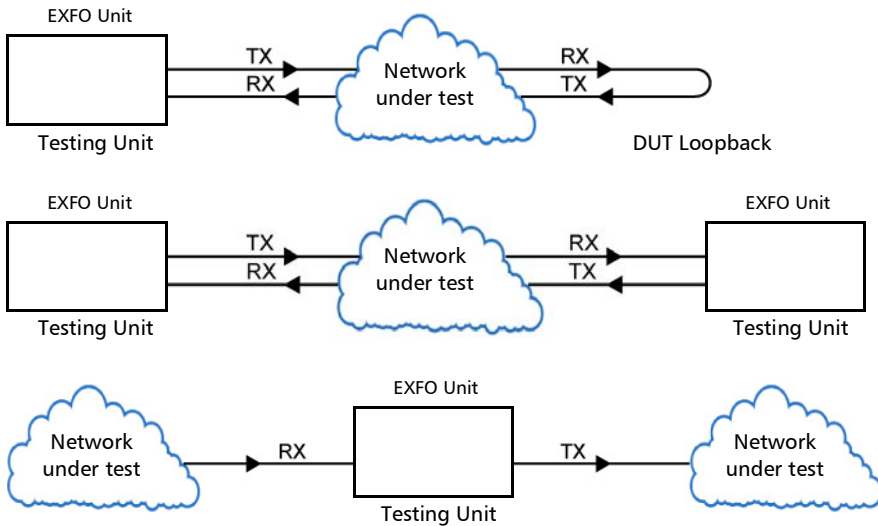 EXFO Unit
TX
RX
Network
under test
RX
TX
Testing Unit
DUT Loopback
EXFO Unit
EXFO Unit
TX
RX
Network
under test
RX
TX
Testing Unit
Testing Unit
EXFO Unit
Network
under test
RX
TX
Network
under test
Testing Unit